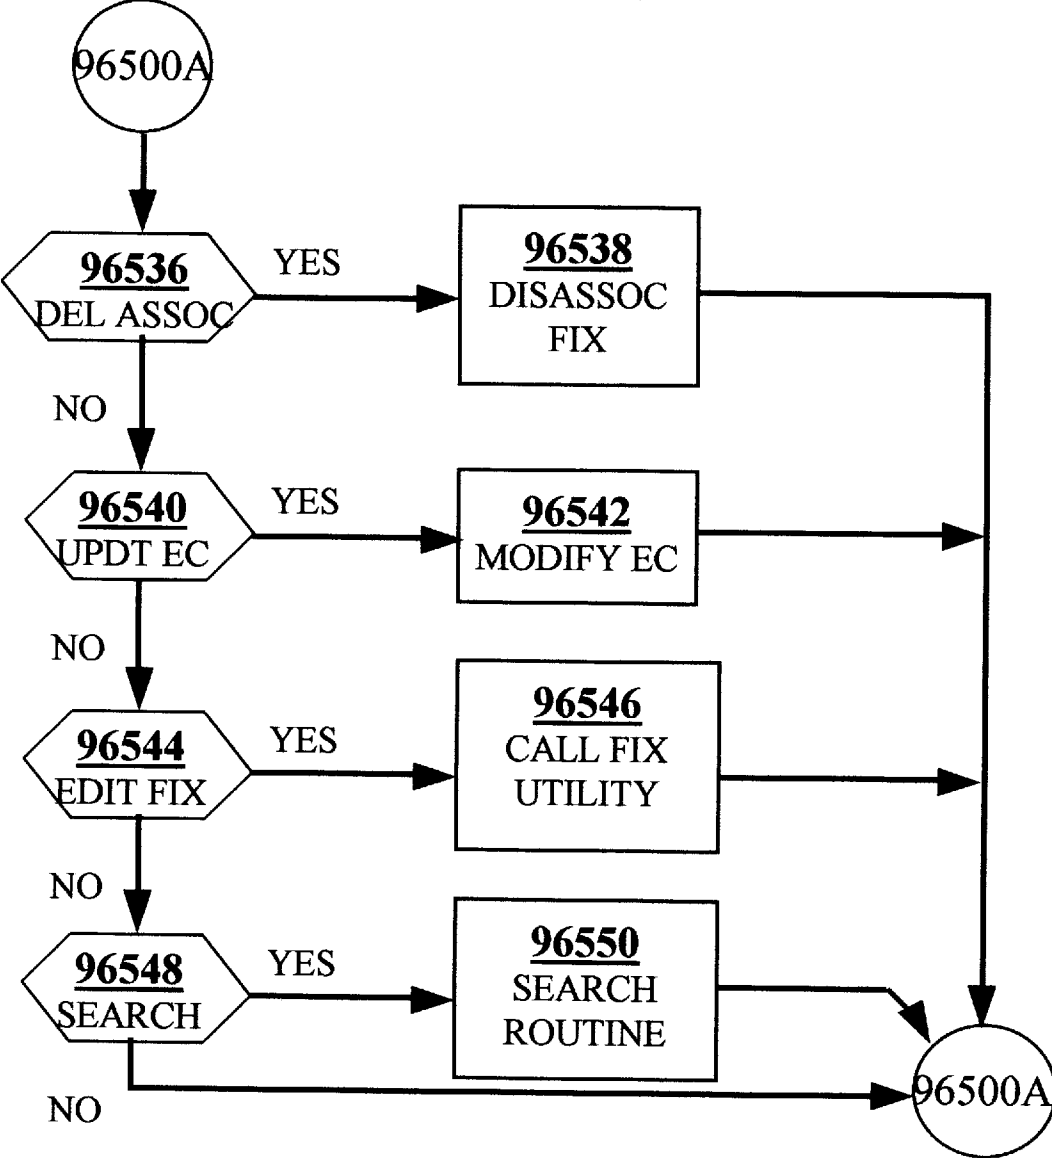 96500A
96536
DEL ASSOC
YES
96538
DISASSOC
FIX
NO
96540
UPDT EC
YES
96542
MODIFY EC
NO
96544
EDIT FIX
YES
96546
CALL FIX
UTILITY
NO
96548
SEARCH
YES
96550
SEARCH
ROUTINE
NO
96500A